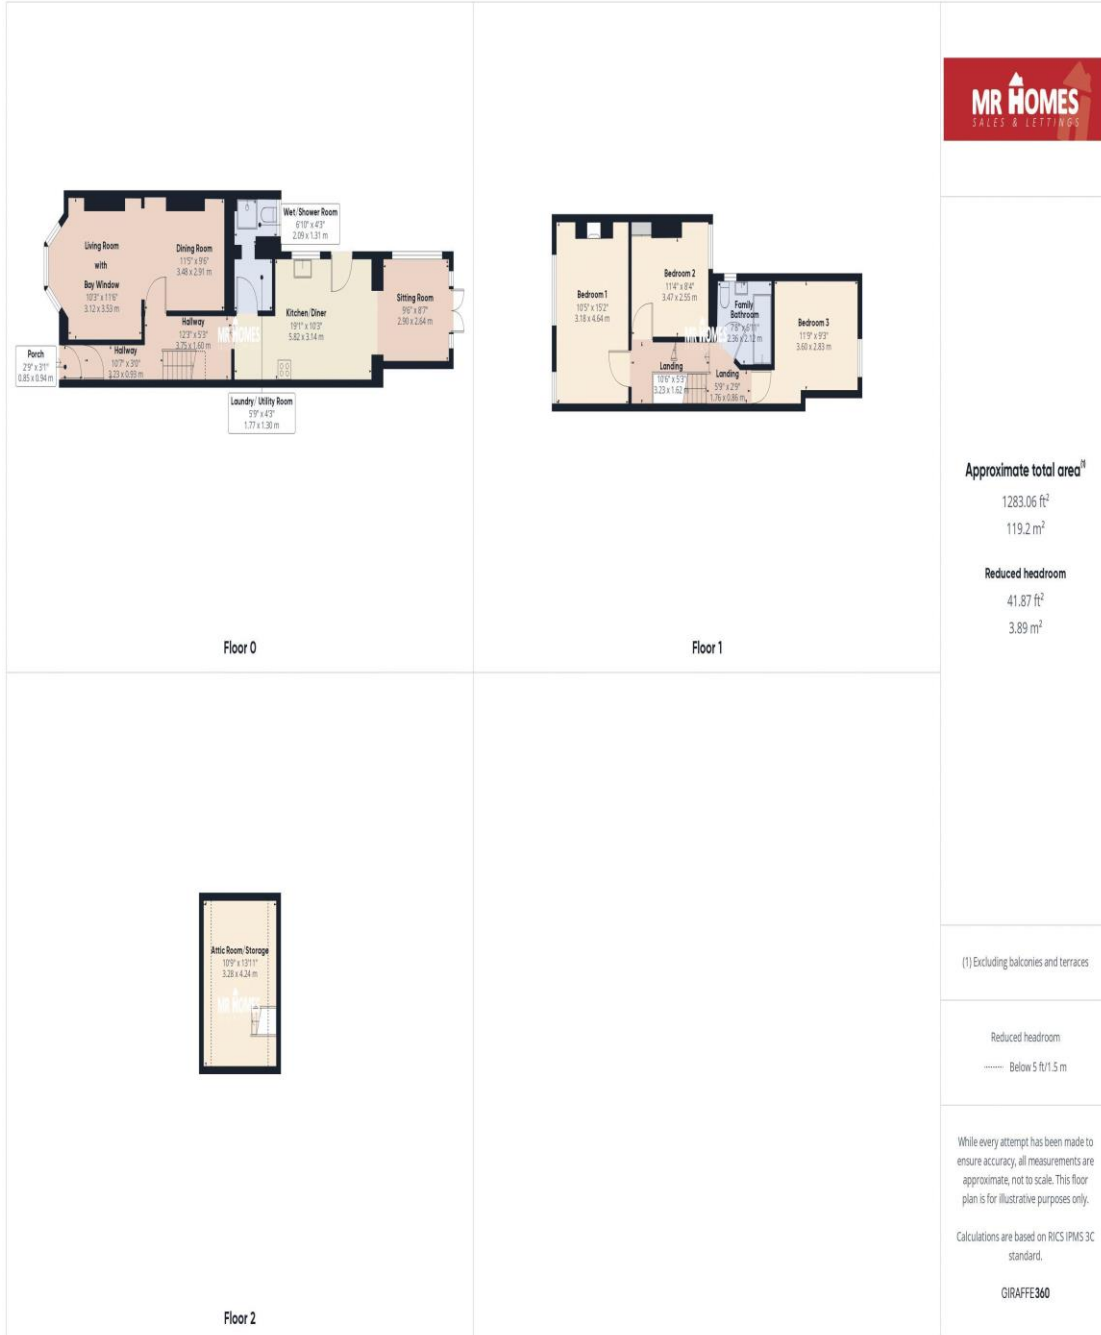 MR HOMES
SALES & LETTINGS
Living Room
with
Bay Window
10'3" x 11'6"
3.12 x 3.53 m
Dining Room
11'5" x 9'6"
3.48 x 2.91 m
Wet/Shower Room
6'10" x 4'3"
2.09 x 1.31 m
Kitchen/Diner
19'1" x 10'3"
5.82 x 3.14 m
Sitting Room
9'6" x 8'7"
2.90 x 2.64 m
Hallway
12'3" x 5'3"
3.75 x 1.60 m
MR HOMES
Hallway
10'7" x 3'0"
3.23 x 0.93 m
Porch
2'9" x 3'1"
0.85 x 0.94 m
Laundry/ Utility Room
5'9" x 4'3"
1.77 x 1.30 m
Floor 0
Bedroom 1
10'5" x 15'2"
3.18 x 4.64 m
Bedroom 2
11'4" x 8'4"
3.47 x 2.55 m
MR HOMES
Family
Bathroom
7'8" x 6'11"
2.36 x 2.12 m
Bedroom 3
11'9" x 9'3"
3.60 x 2.83 m
Landing
10'6" x 5'3"
3.23 x 1.62 m
Landing
5'9" x 2'9"
1.76 x 0.86 m
Floor 1
Attic Room/Storage
10'9" x 13'11"
3.28 x 4.24 m
MR HOMES
Floor 2
Approximate total area(1)
1283.06 ft²
119.2 m²
Reduced headroom
41.87 ft²
3.89 m²
(1) Excluding balconies and terraces
Reduced headroom
Below 5 ft/1.5 m
While every attempt has been made to
ensure accuracy, all measurements are
approximate, not to scale. This floor
plan is for illustrative purposes only.
Calculations are based on RICS IPMS 3C
standard.
GIRAFFE360